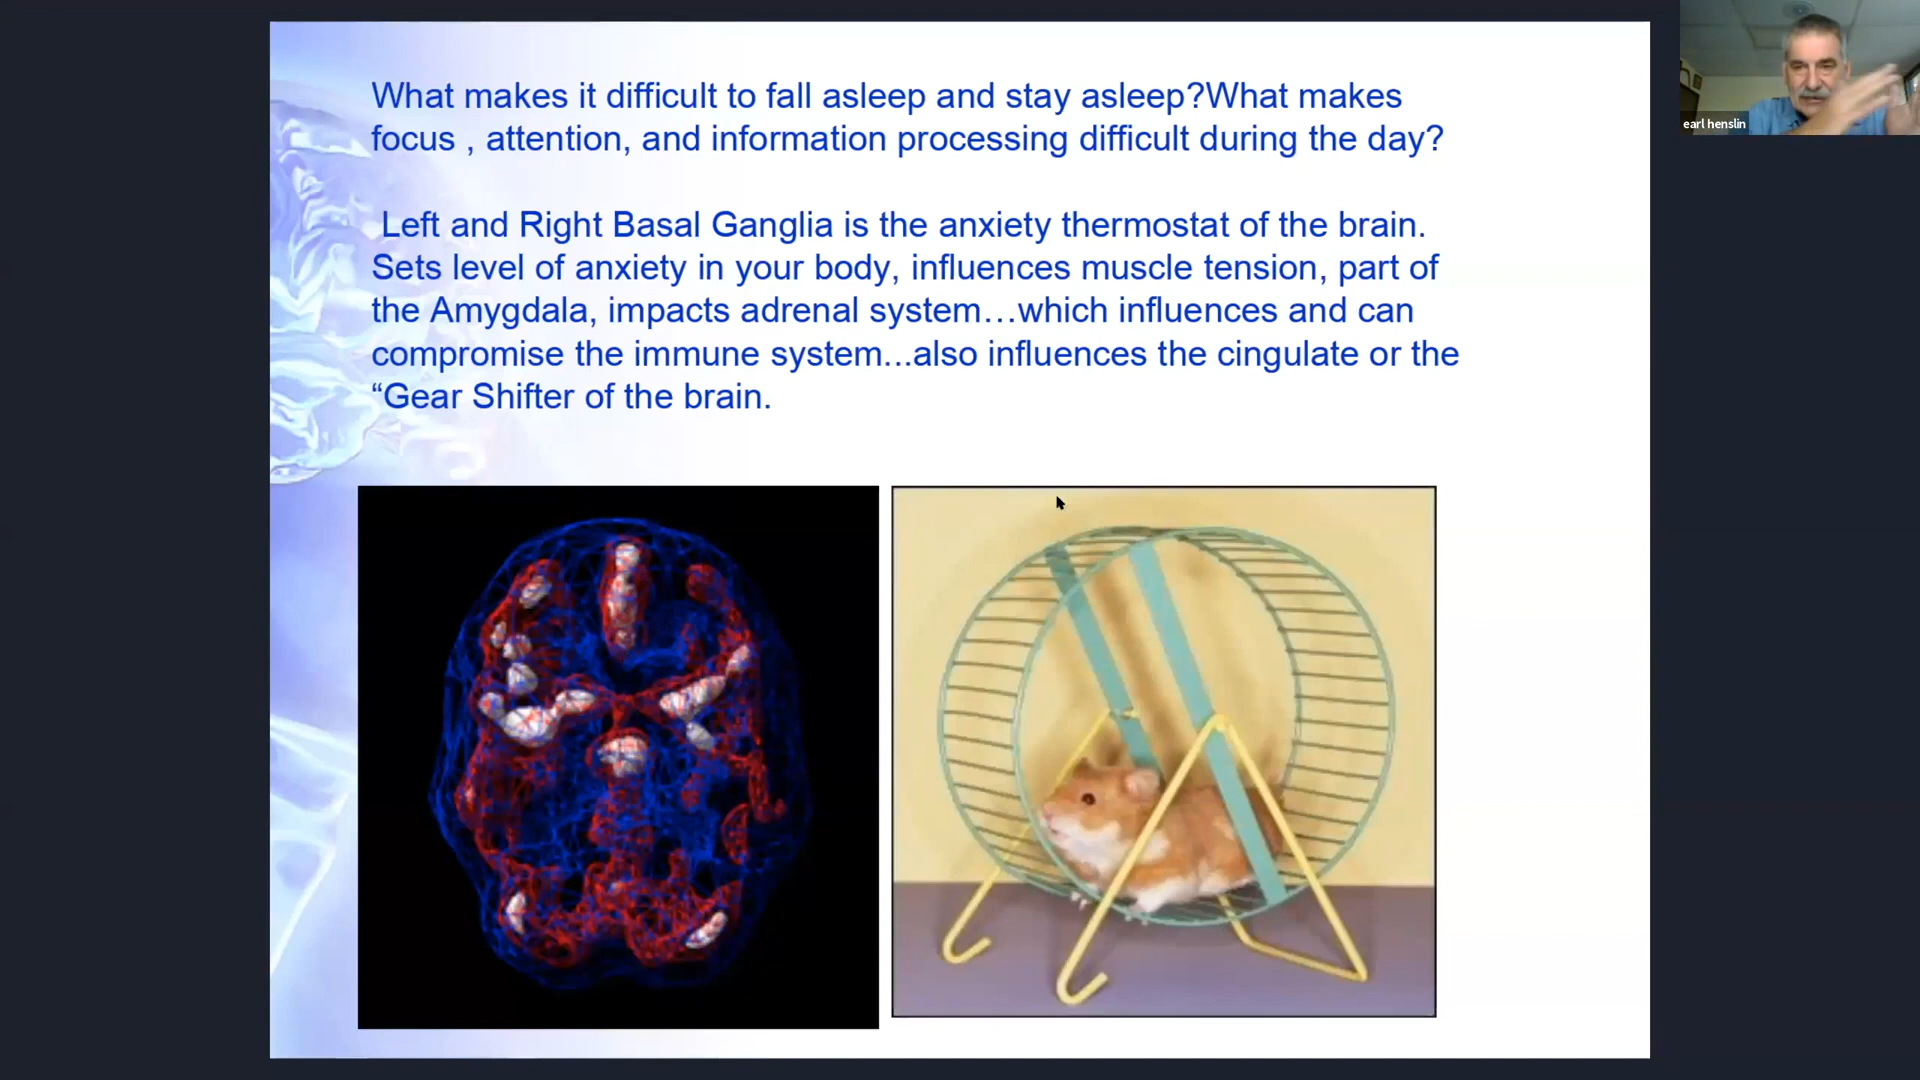 What makes it difficult to fall asleep and stay asleep?What makes
focus , attention, and information processing difficult during the day?
Left and Right Basal Ganglia is the anxiety thermostat of the brain.
Sets level of anxiety in your body, influences muscle tension, part of
the Amygdala, impacts adrenal system…which influences and can
compromise the immune system...also influences the cingulate or the
“Gear Shifter of the brain.
earl henslin